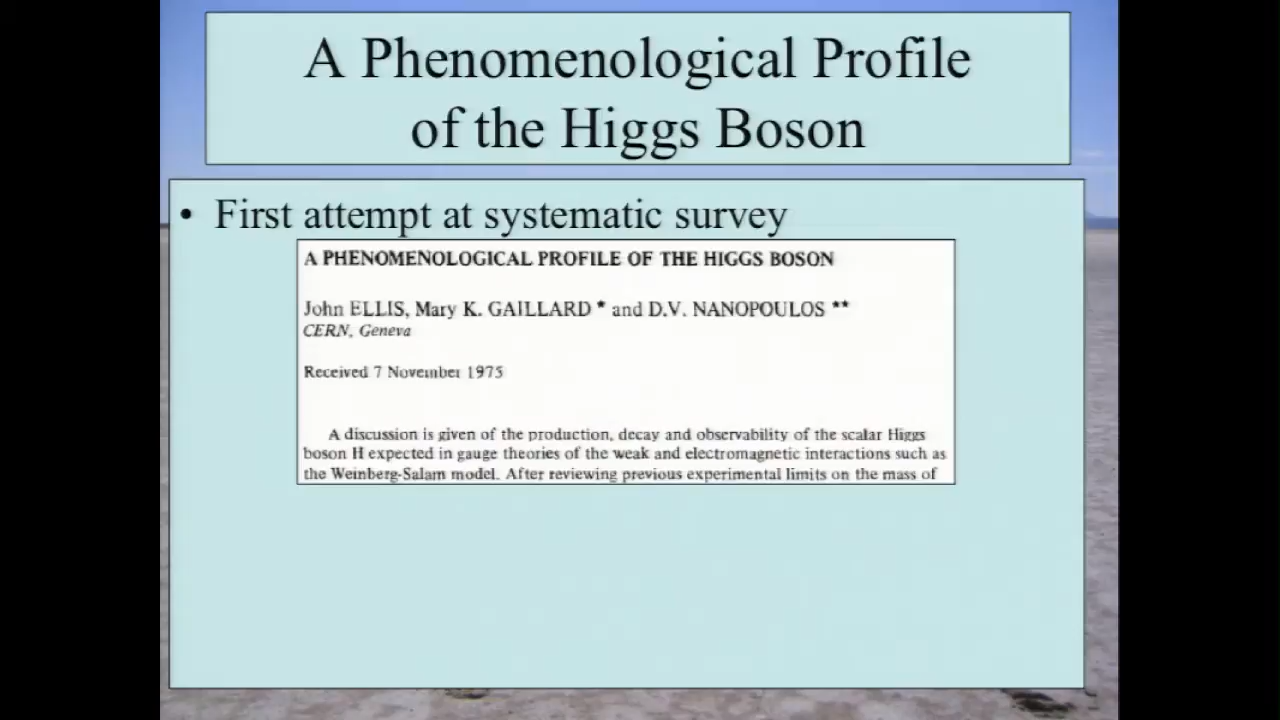 A Phenomenological Profile
of the Higgs Boson
• First attempt at systematic survey
A PHENOMENOLOGICAL PROFILE OF THE HIGGS BOSON
John ELLIS, Mary K. GAILLARD * and D.V. NANOPOULOS **
CERN, Geneva
Received 7 November 1975
A discussion is given of the production, decay and observability of the scalar Higgs
boson H expected in gauge theories of the weak and electromagnetic interactions such as
the Weinberg-Salam model. After reviewing previous experimental limits on the mass of